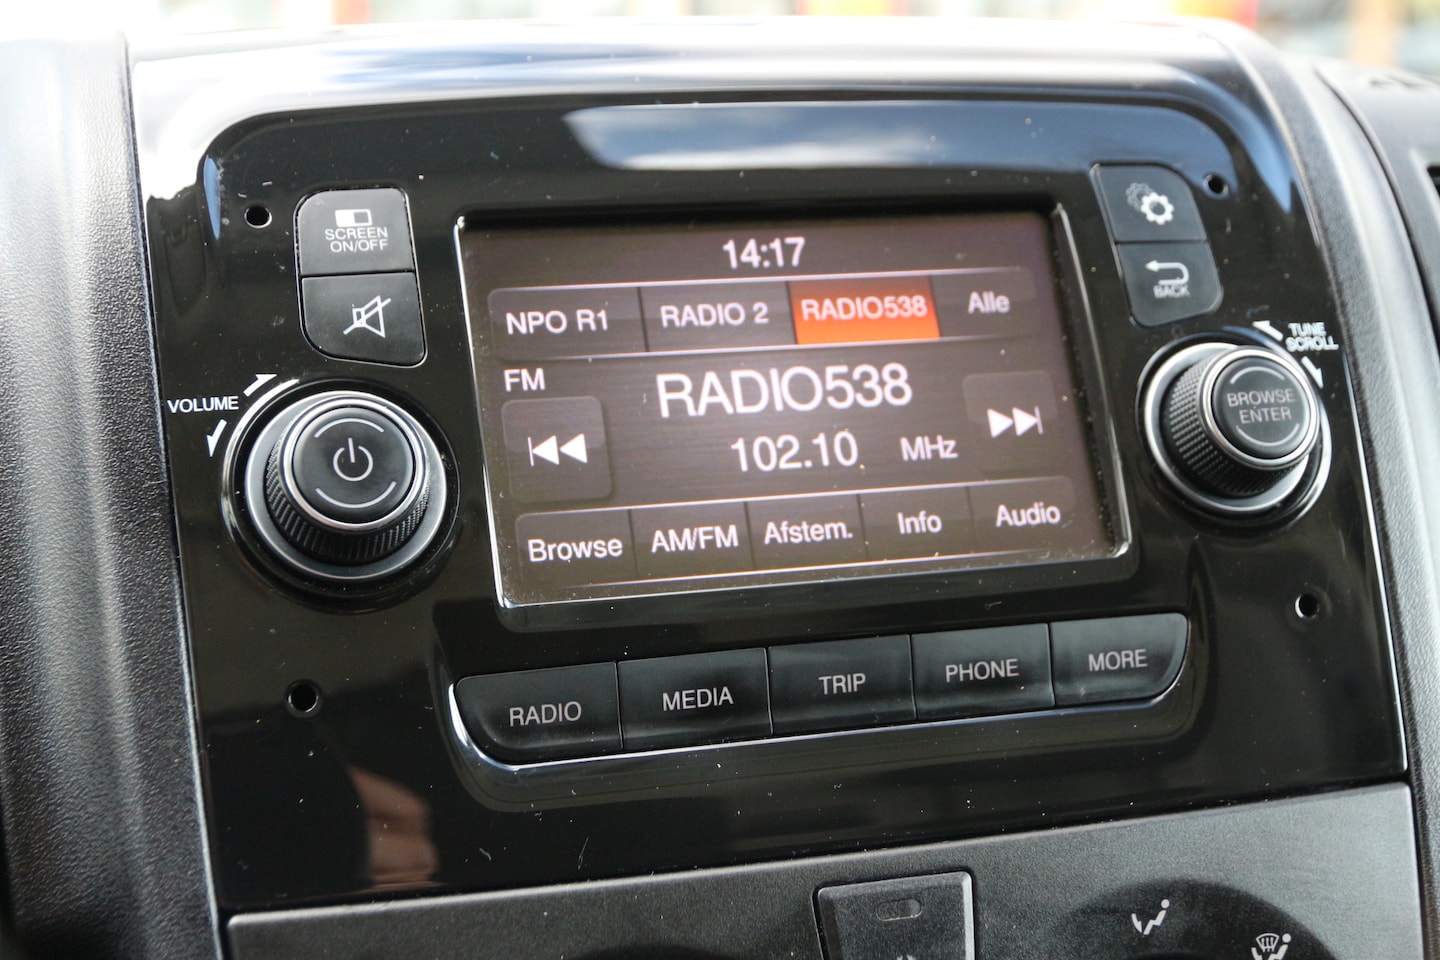 SCREEN
ON/OFF
BACK
VOLUME
TUNE
SCROLL
BROWSE
ENTER
14:17
NPO R1 RADIO 2 RADIO538 Alle
FM
RADIO538
102.10 MHz
Browse AM/FM Afstem. Info Audio
RADIO MEDIA TRIP PHONE MORE